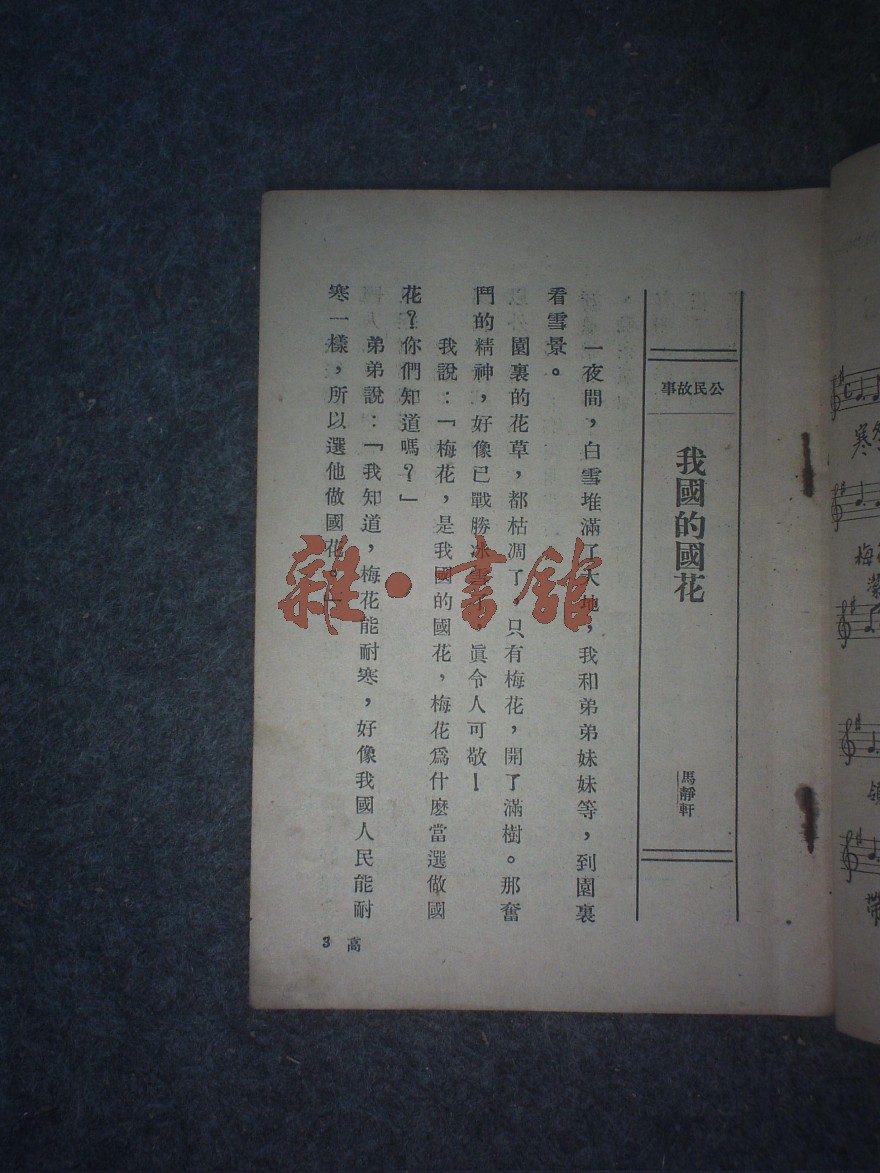 公民故事
我國的國花
馬靜軒
一夜間，白雪堆滿了大地，我和弟弟妹妹等，到園裏
看雪景。
園裏的花草，都枯凋了，只有梅花，開了滿樹。那奮
鬥的精神，好像已戰勝冰雪了，眞令人可敬！
我說：「梅花，是我國的國花，梅花爲什麼當選做國
花？你們知道嗎？」
弟弟說：「我知道，梅花能耐寒，好像我國人民能耐
寒一樣，所以選他做國花。」
高
3
雜·書館
寒
梅